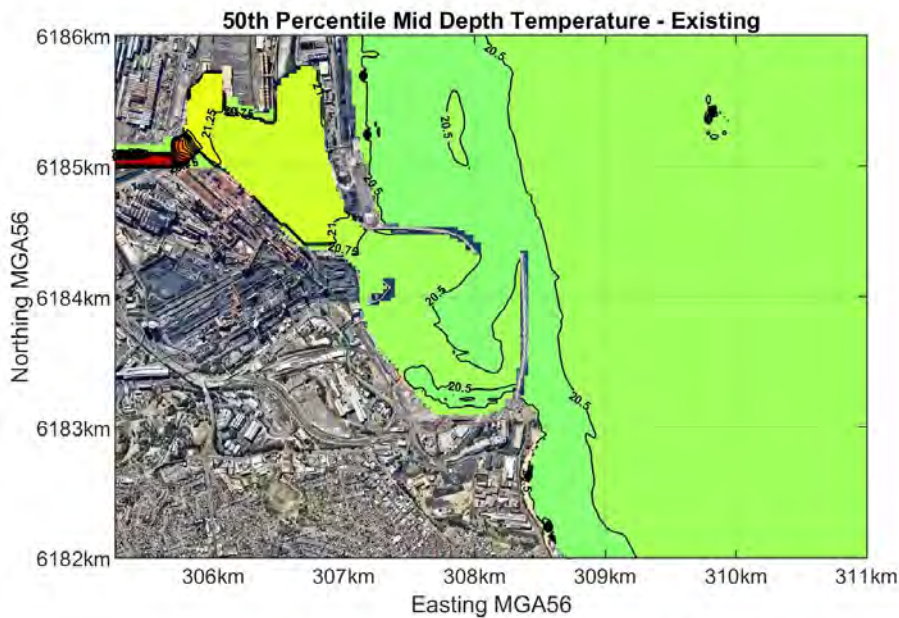 50th Percentile Mid Depth Temperature - Existing
6186km
20.5
21
20.75
21.25
20.5
6185km
20.5
21
20.75
6184km
20.5
20.5
20.5
6183km
6182km
306km 307km 308km 309km 310km 311km
Northing MGA56
Easting MGA56